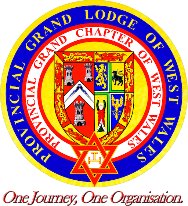 PROVINCIAL GRAND LODGE OF WEST WALES
PROVINCIAL GRAND CHAPTER OF WEST WALES
One Journey, One Organisation.